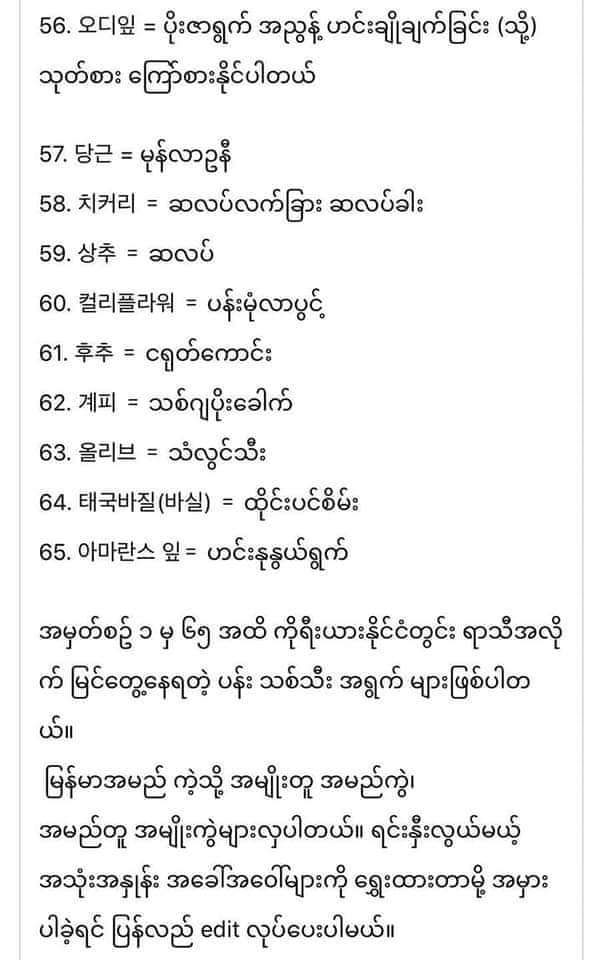 56. 오디잎 = ပိုးဇာရွက် အညွန့် ဟင်းချိုချက်ခြင်း (သို့)
သုတ်စား ကြော်စားနိုင်ပါတယ်
57. 당근 = မုန်လာဥနီ
58. 치커리 = ဆလပ်လက်ခြား ဆလပ်ခါး
59. 상추 = ဆလပ်
60. 컬리플라워 = ပန်းမုံလာပွင့်
61. 후추 = ငရုတ်ကောင်း
62. 계피 = သစ်ဂျပိုးခေါက်
63. 올리브 = သံလွင်သီး
64. 태국바질(바실) = ထိုင်းပင်စိမ်း
65. 아마란스 잎 = ဟင်းနုနွယ်ရွက်
အမှတ်စဥ် ၁ မှ ၆၅ အထိ ကိုရီးယားနိုင်ငံတွင်း ရာသီအလို
က် မြင်တွေ့နေရတဲ့ ပန်း သစ်သီး အရွက် များဖြစ်ပါတ
ယ်။
မြန်မာအမည် ကဲ့သို့ အမျိုးတူ အမည်ကွဲ၊
အမည်တူ အမျိုးကွဲများလှပါတယ်။ ရင်းနှီးလွယ်မယ့်
အသုံးအနှုန်း အခေါ်အဝေါ်များကို ရွှေးထားတာမို့ အမှား
ပါခဲ့ရင် ပြန်လည် edit လုပ်ပေးပါမယ်။